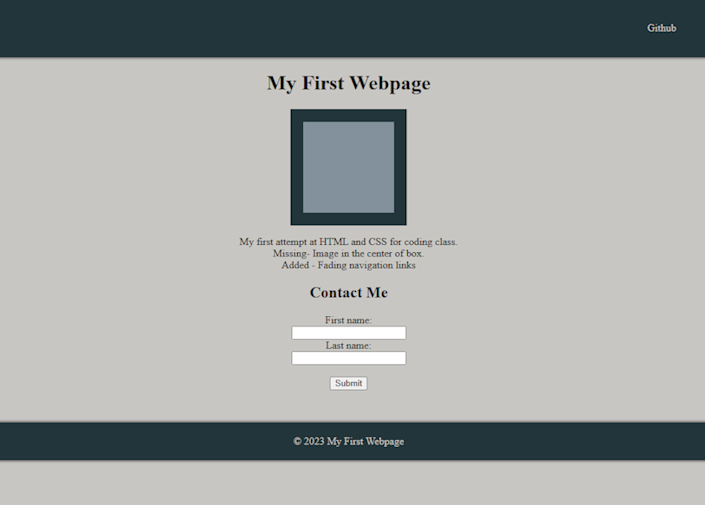 Github
My First Webpage
My first attempt at HTML and CSS for coding class.
Missing- Image in the center of box.
Added - Fading navigation links
Contact Me
First name:
Last name:
Submit
© 2023 My First Webpage